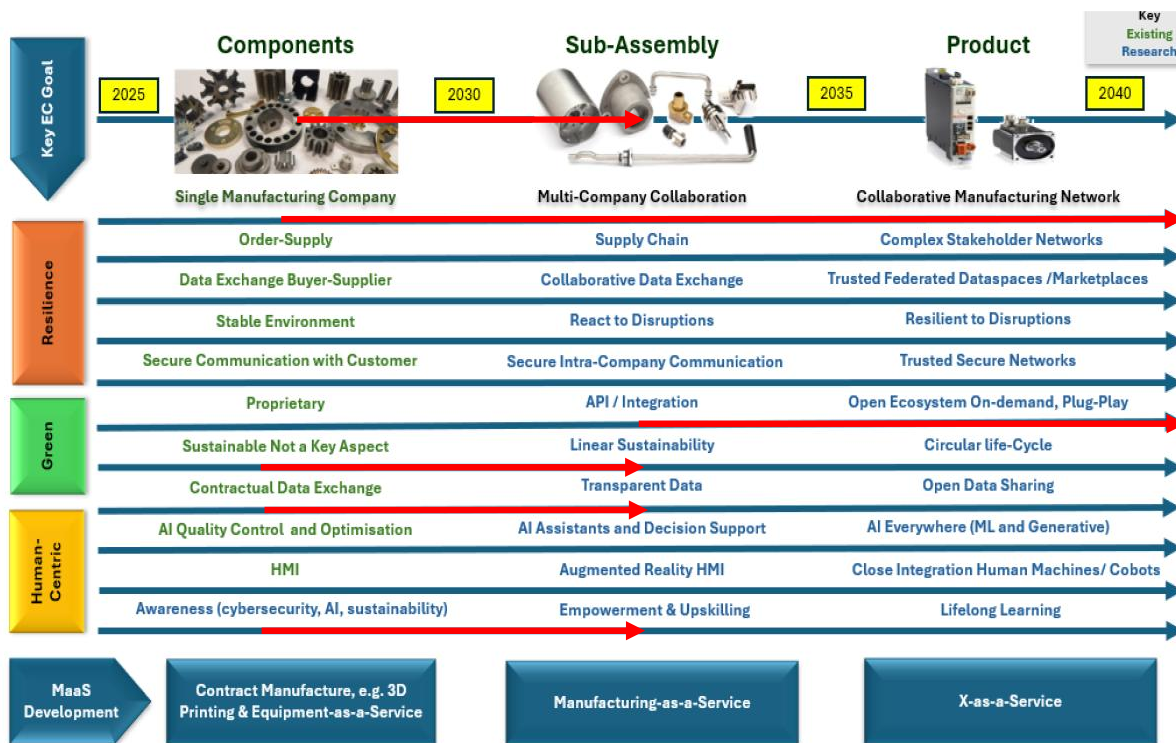 Key
Existing
Research
Components
Sub-Assembly
Product
Key EC Goal
2025
2030
2035
2040
Single Manufacturing Company
Multi-Company Collaboration
Collaborative Manufacturing Network
Resilience
Order-Supply
Supply Chain
Complex Stakeholder Networks
Data Exchange Buyer-Supplier
Collaborative Data Exchange
Trusted Federated Dataspaces /Marketplaces
Stable Environment
React to Disruptions
Resilient to Disruptions
Secure Communication with Customer
Secure Intra-Company Communication
Trusted Secure Networks
Green
Proprietary
API / Integration
Open Ecosystem On-demand, Plug-Play
Sustainable Not a Key Aspect
Linear Sustainability
Circular life-Cycle
Contractual Data Exchange
Transparent Data
Open Data Sharing
Human-
Centric
AI Quality Control and Optimisation
AI Assistants and Decision Support
AI Everywhere (ML and Generative)
HMI
Augmented Reality HMI
Close Integration Human Machines/ Cobots
Awareness (cybersecurity, AI, sustainability)
Empowerment & Upskilling
Lifelong Learning
MaaS
Development
Contract Manufacture, e.g. 3D
Printing & Equipment-as-a-Service
Manufacturing-as-a-Service
X-as-a-Service